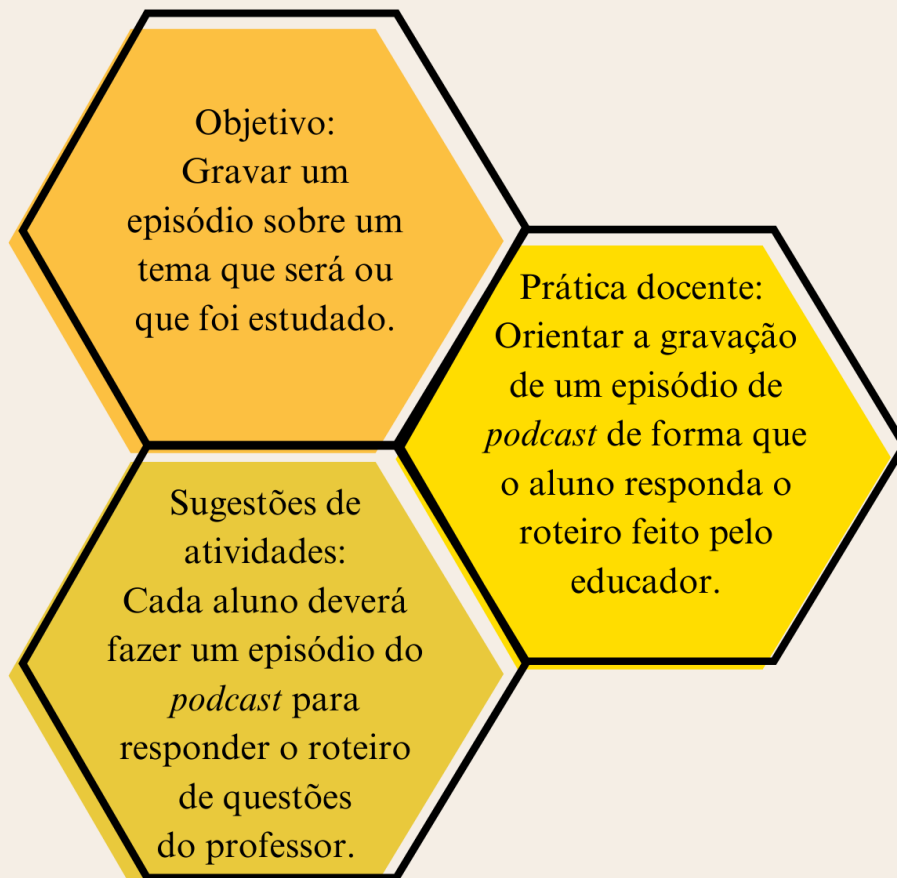 Objetivo:
Gravar um
episódio sobre um
tema que será ou
que foi estudado.
Prática docente:
Orientar a gravação
de um episódio de
podcast de forma que
o aluno responda o
roteiro feito pelo
educador.
Sugestões de
atividades:
Cada aluno deverá
fazer um episódio do
podcast para
responder o roteiro
de questões
do professor.